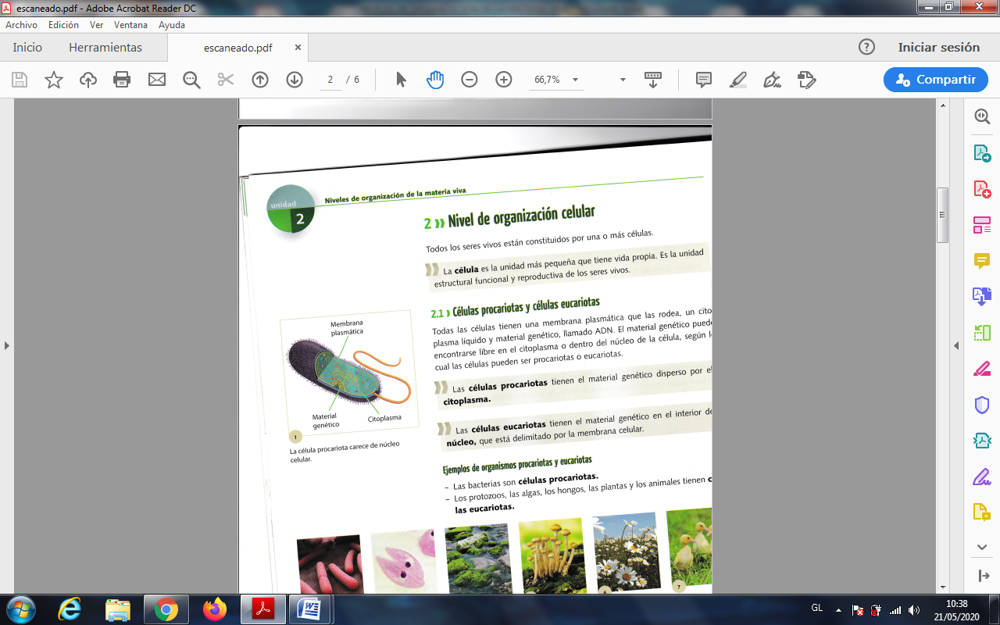 escaneado.pdf - Adobe Acrobat Reader DC
Archivo Edición Ver Ventana Ayuda
Inicio Herramientas escaneado.pdf × ? Iniciar sesión
2 / 6 66,7% Compartir
unidad
2
Niveles de organización de la materia viva
2 Nivel de organización celular
Todos los seres vivos están constituidos por una o más células.
La célula es la unidad más pequeña que tiene vida propia. Es la unidad
estructural funcional y reproductiva de los seres vivos.
2.1 Células procariotas y células eucariotas
Todas las células tienen una membrana plasmática que las rodea, un cito
plasma líquido y material genético, llamado ADN. El material genético pued
encontrarse libre en el citoplasma o dentro del núcleo de la célula, según l
cual las células pueden ser procariotas o eucariotas.
Membrana
plasmática
Material
genético
Citoplasma
1
La célula procariota carece de núcleo
celular.
Las células procariotas tienen el material genético disperso por el
citoplasma.
Las células eucariotas tienen el material genético en el interior de
núcleo, que está delimitado por la membrana celular.
Ejemplos de organismos procariotas y eucariotas
– Las bacterias son células procariotas.
– Los protozoos, las algas, los hongos, las plantas y los animales tienen c
las eucariotas.
6
7
GL
10:38
21/05/2020